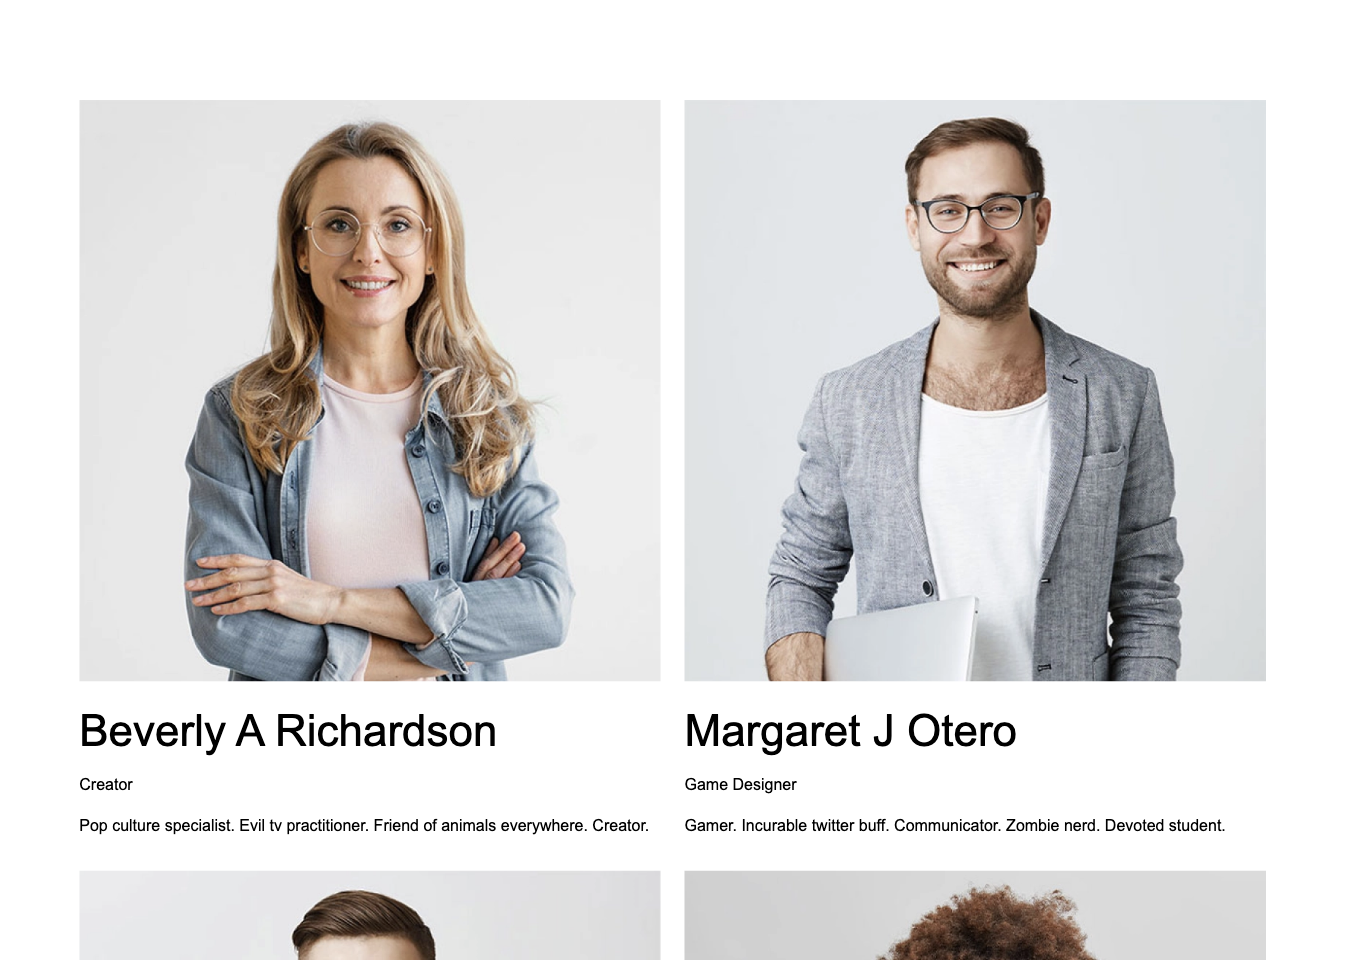 Beverly A Richardson
Creator
Pop culture specialist. Evil tv practitioner. Friend of animals everywhere. Creator.
Margaret J Otero
Game Designer
Gamer. Incurable twitter buff. Communicator. Zombie nerd. Devoted student.